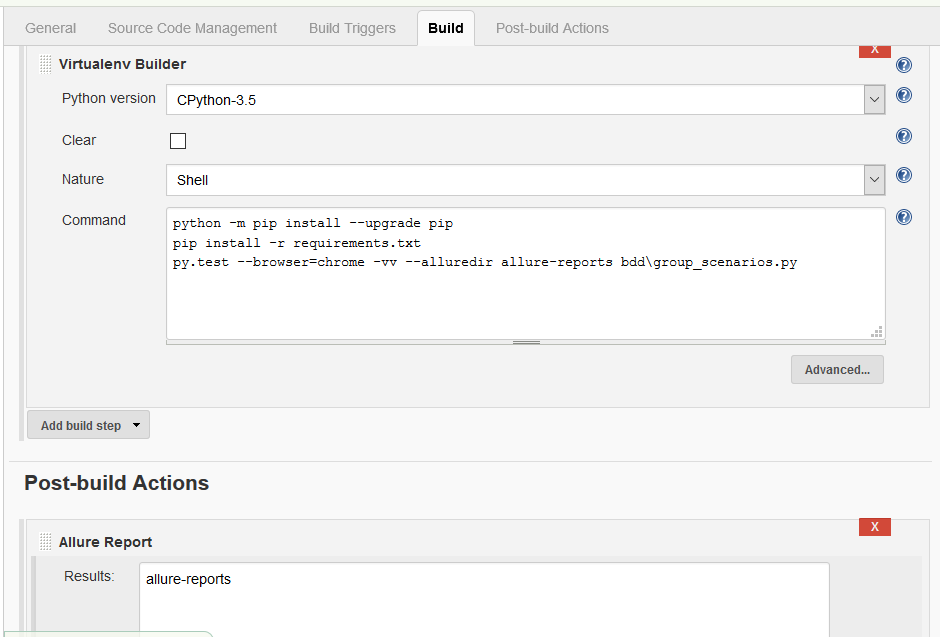 General Source Code Management Build Triggers Build Post-build Actions
X
Virtualenv Builder ?
Python version CPython-3.5 ?
Clear ?
Nature Shell ?
Command ?
python -m pip install --upgrade pip
pip install -r requirements.txt
py.test --browser=chrome -vv --alluredir allure-reports bdd\group_scenarios.py
Advanced...
Add build step
Post-build Actions
X
Allure Report
Results: allure-reports